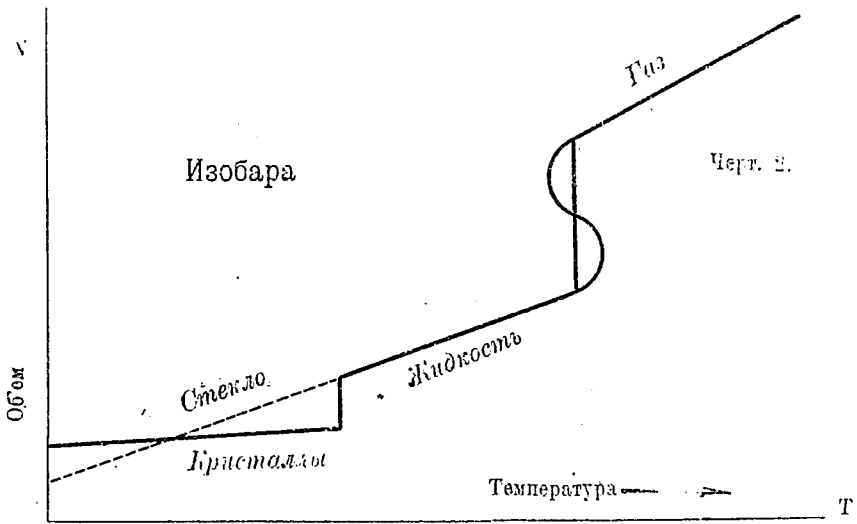 V
Газ
Изобара
Черт. 2.
Стекло.
Жидкость
Объем
Кристаллы
Температура
T